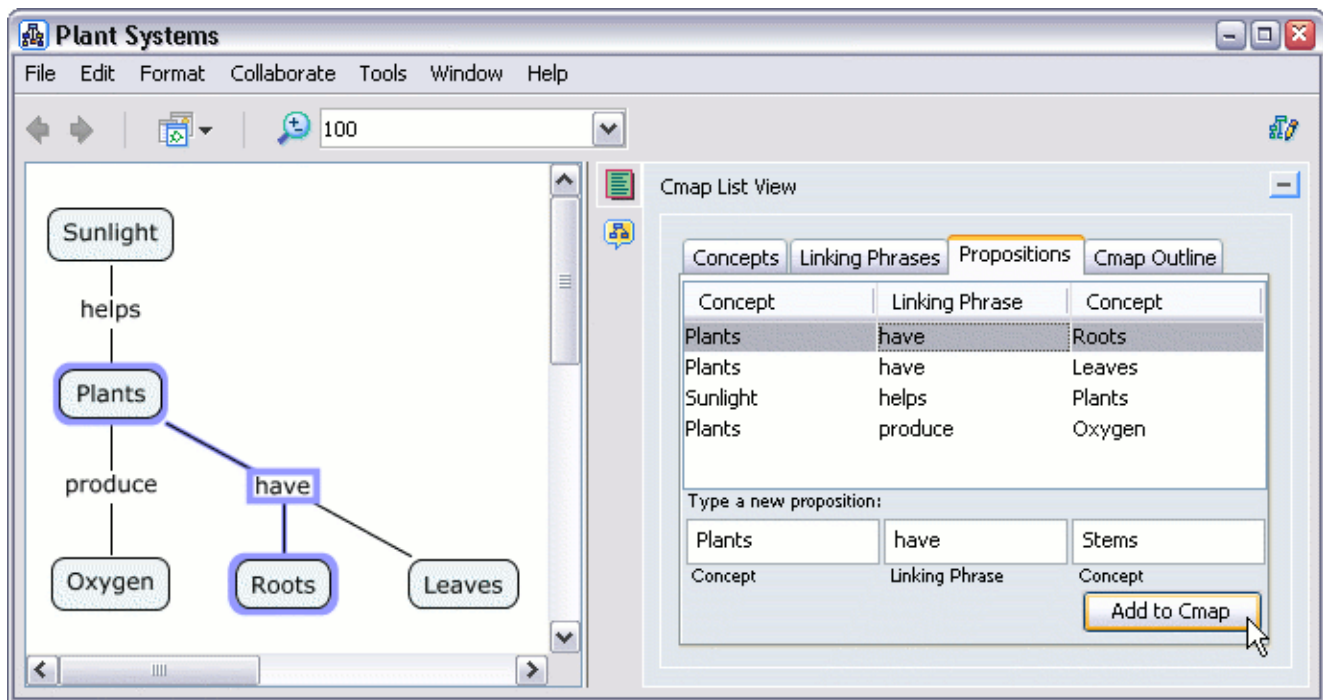 Plant Systems
File Edit Format Collaborate Tools Window Help
100
Sunlight
helps
Plants
produce
have
Oxygen
Roots
Leaves
Cmap List View
Concepts Linking Phrases Propositions Cmap Outline
Concept Linking Phrase Concept
Plants have Roots
Plants have Leaves
Sunlight helps Plants
Plants produce Oxygen
Type a new proposition:
Plants have Stems
Concept Linking Phrase Concept
Add to Cmap